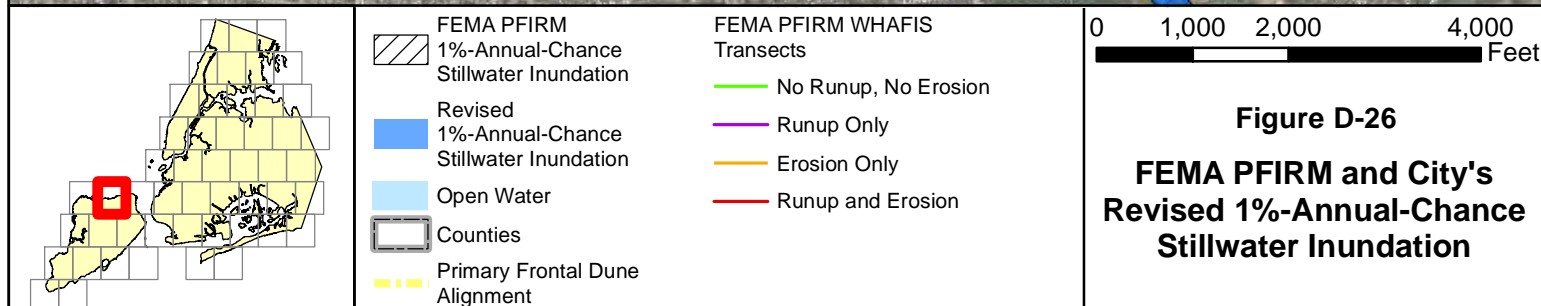 FEMA PFIRM
1%-Annual-Chance
Stillwater Inundation
Revised
1%-Annual-Chance
Stillwater Inundation
Open Water
Counties
Primary Frontal Dune
Alignment
FEMA PFIRM WHAFIS
Transects
No Runup, No Erosion
Runup Only
Erosion Only
Runup and Erosion
0 1,000 2,000 4,000
Feet
Figure D-26
FEMA PFIRM and City's
Revised 1%-Annual-Chance
Stillwater Inundation